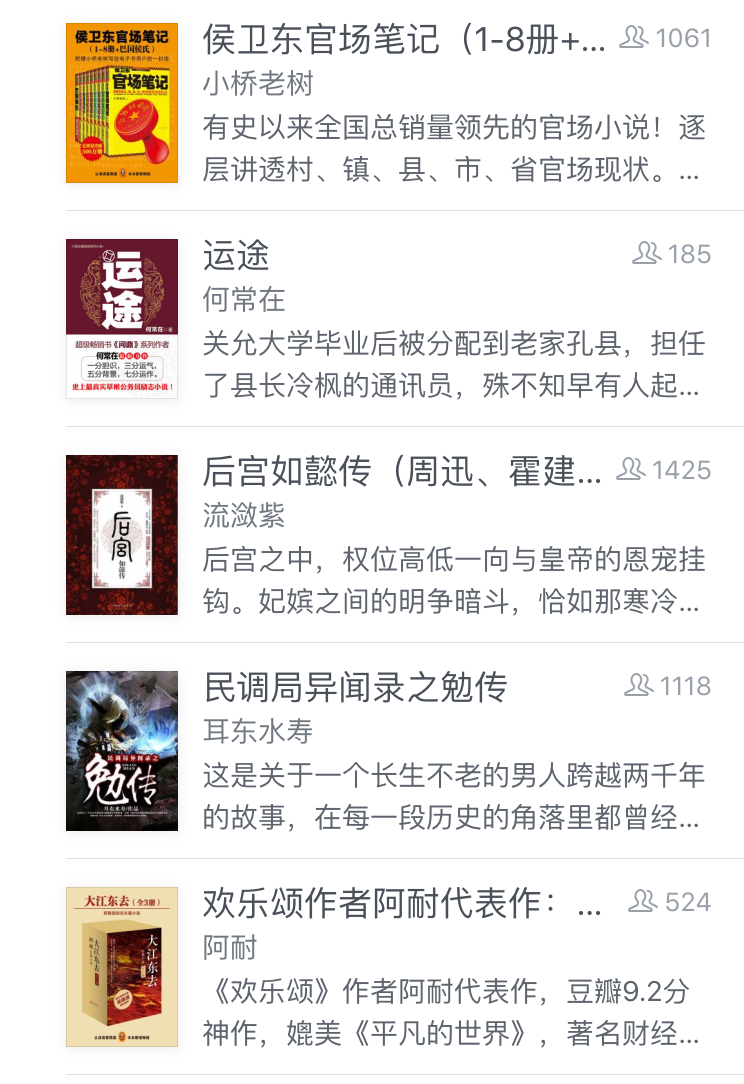 侯卫东官场笔记
（1-8册+巴国侯氏）
官场笔记
侯卫东官场笔记（1-8册+... 1061
小桥老树
有史以来全国总销量领先的官场小说！逐
层讲透村、镇、县、市、省官场现状。...
运途
何常在
超级畅销书《问鼎》系列作者
一分胆识，三分运气，
五分背景，七分运作。
史上最真实草根公务员励志小说！
运途 185
何常在
关允大学毕业后被分配到老家孔县，担任
了县长冷枫的通讯员，殊不知早有人起...
后宫
如懿传
后宫如懿传（周迅、霍建... 1425
流潋紫
后宫之中，权位高低一向与皇帝的恩宠挂
钩。妃嫔之间的明争暗斗，恰如那寒冷...
民调局异闻录之
勉传
耳东水寿/作品
民调局异闻录之勉传 1118
耳东水寿
这是关于一个长生不老的男人跨越两千年
的故事，在每一段历史的角落里都曾经...
大江东去（全3册）
大江东去
阿耐
大江东去
欢乐颂作者阿耐代表作：... 524
阿耐
《欢乐颂》作者阿耐代表作，豆瓣9.2分
神作，媲美《平凡的世界》，著名财经...